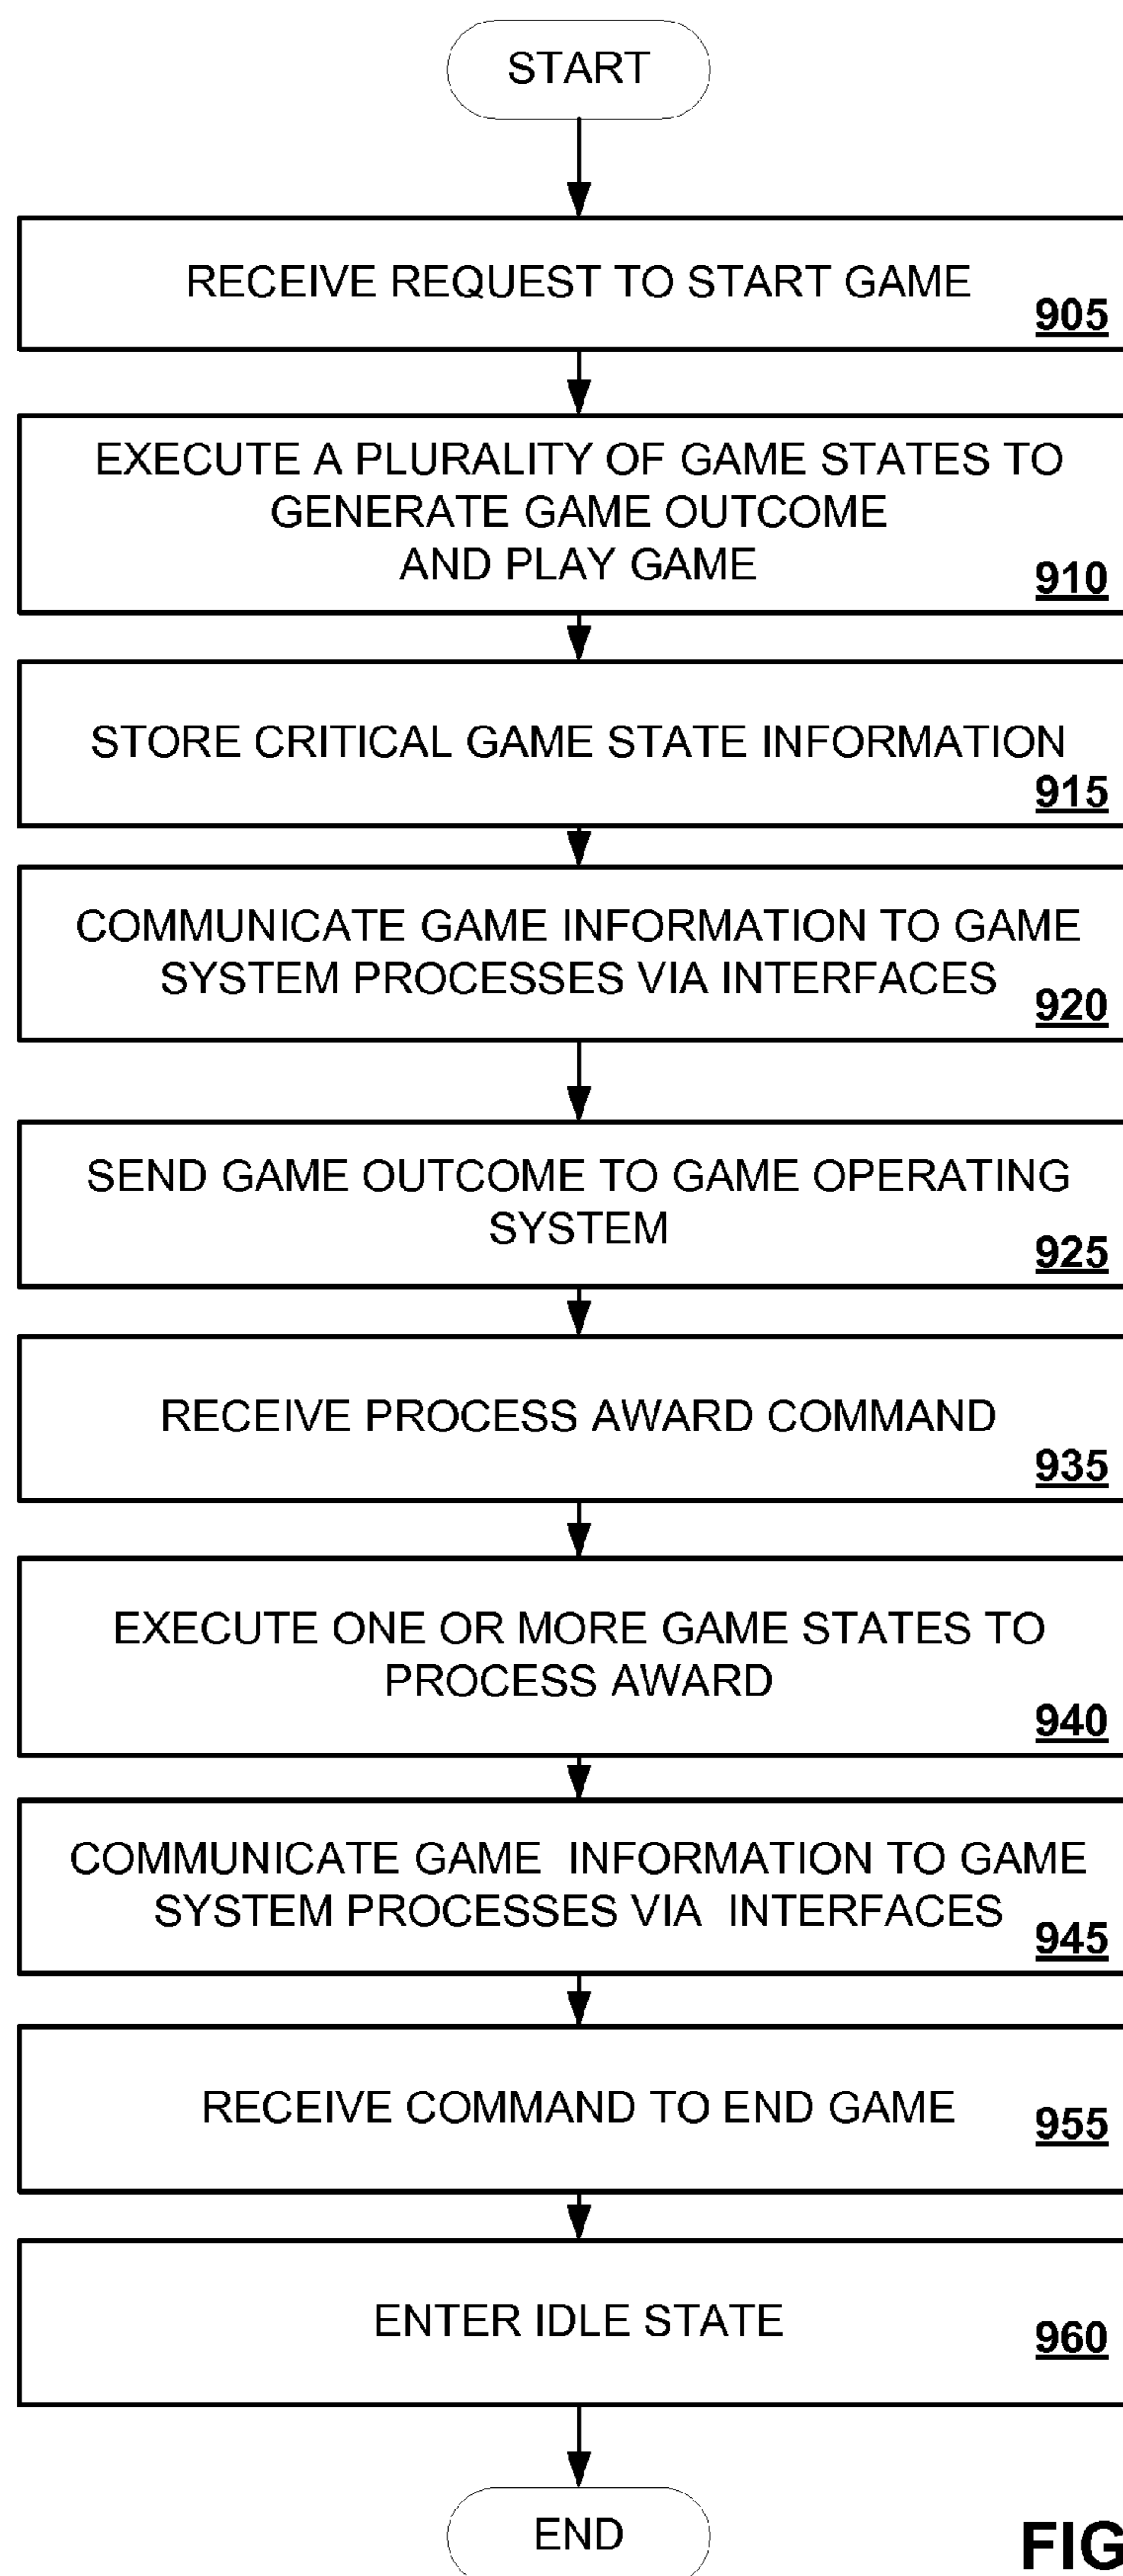 START
RECEIVE REQUEST TO START GAME
905
EXECUTE A PLURALITY OF GAME STATES TO
GENERATE GAME OUTCOME
AND PLAY GAME
910
STORE CRITICAL GAME STATE INFORMATION
915
COMMUNICATE GAME INFORMATION TO GAME
SYSTEM PROCESSES VIA INTERFACES
920
SEND GAME OUTCOME TO GAME OPERATING
SYSTEM
925
RECEIVE PROCESS AWARD COMMAND
935
EXECUTE ONE OR MORE GAME STATES TO
PROCESS AWARD
940
COMMUNICATE GAME INFORMATION TO GAME
SYSTEM PROCESSES VIA INTERFACES
945
RECEIVE COMMAND TO END GAME
955
ENTER IDLE STATE
960
END
FIG